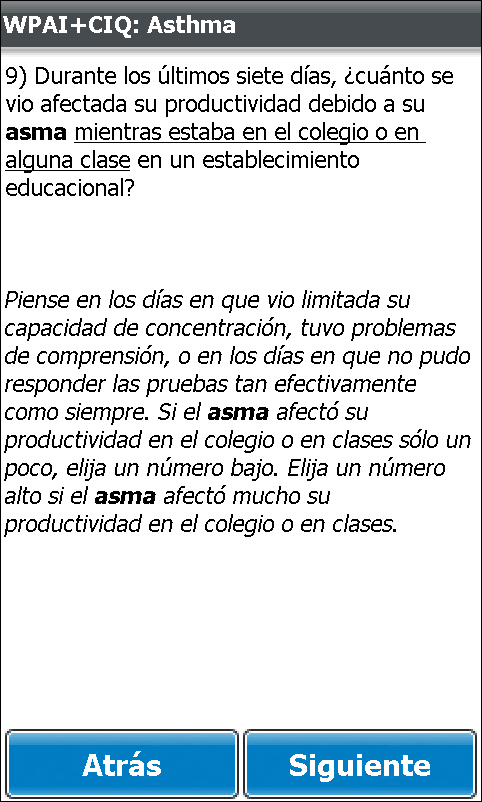 WPAI+CIQ: Asthma
9) Durante los últimos siete días, ¿cuánto se
vio afectada su productividad debido a su
asma mientras estaba en el colegio o en
alguna clase en un establecimiento
educacional?
Piense en los días en que vio limitada su
capacidad de concentración, tuvo problemas
de comprensión, o en los días en que no pudo
responder las pruebas tan efectivamente
como siempre. Si el asma afectó su
productividad en el colegio o en clases sólo un
poco, elija un número bajo. Elija un número
alto si el asma afectó mucho su
productividad en el colegio o en clases.
Atrás Siguiente